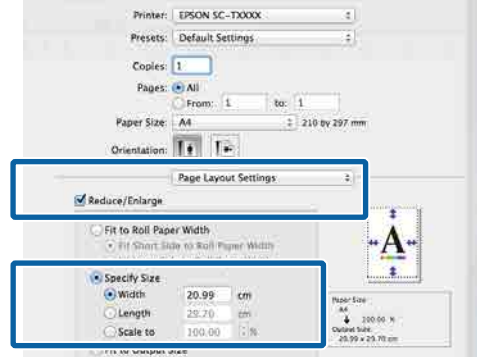 Printer: EPSON SC-TXXXX
Presets: Default Settings
Copies: 1
Pages: All
From: 1 to: 1
Paper Size: A4 210 by 297 mm
Orientation:
Page Layout Settings
Reduce/Enlarge
Fit to Roll Paper Width
Fit Short Side to Roll Paper Width
Specify Size
Width 20.99 cm
Length 29.70 cm
Scale to 100.00 %
Fit to Output Size
A
Paper Size:
A4
100.00 %
Output Size:
20.99 x 29.70 cm